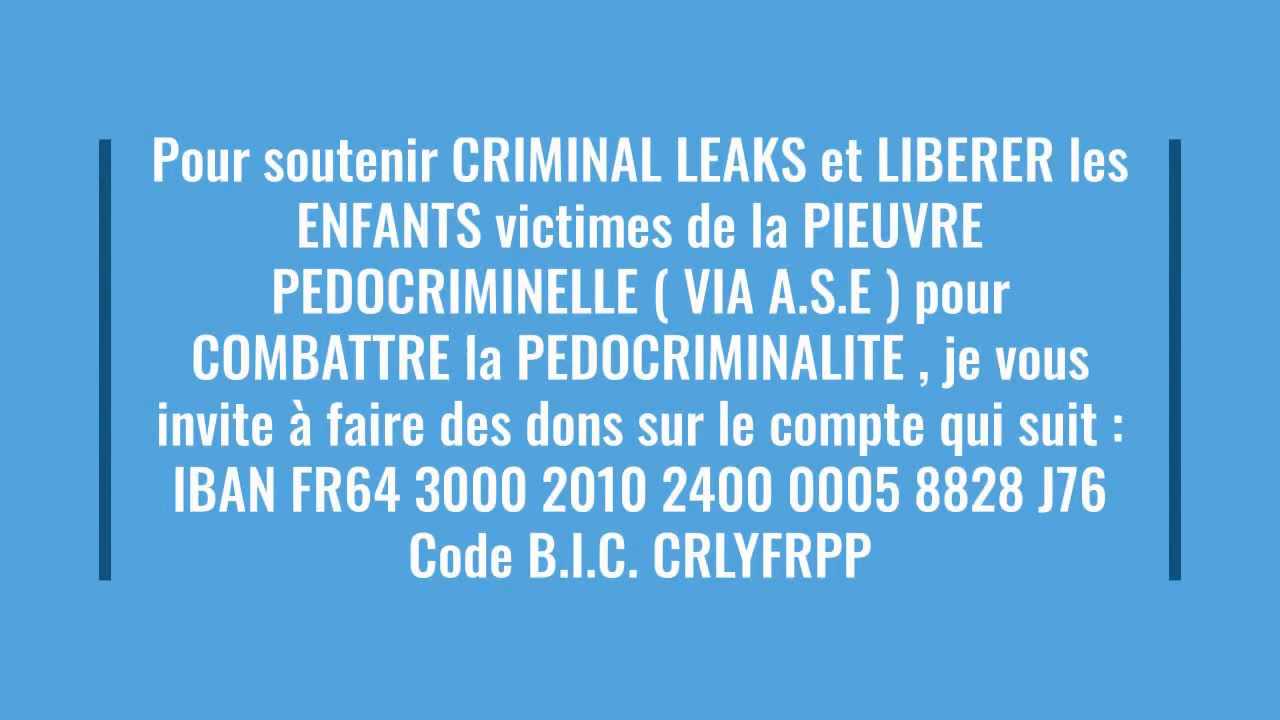 Pour soutenir CRIMINAL LEAKS et LIBERER les
ENFANTS victimes de la PIEUVRE
PEDOCRIMINELLE ( VIA A.S.E ) pour
COMBATTRE la PEDOCRIMINALITE , je vous
invite à faire des dons sur le compte qui suit :
IBAN FR64 3000 2010 2400 0005 8828 J76
Code B.I.C. CRLYFRPP